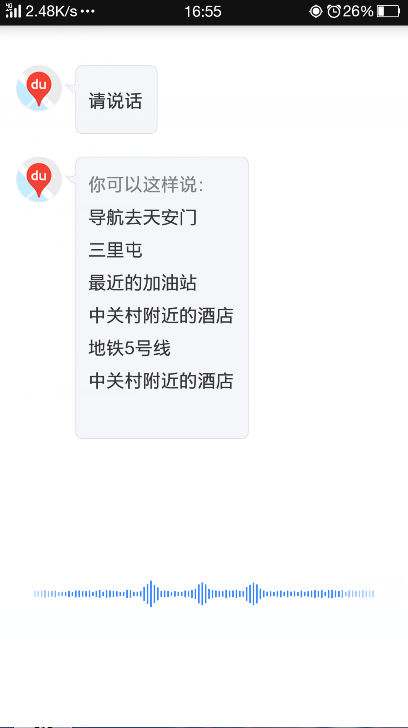 2.48K/s
16:55
26%
du
请说话
du
你可以这样说:
导航去天安门
三里屯
最近的加油站
中关村附近的酒店
地铁5号线
中关村附近的酒店